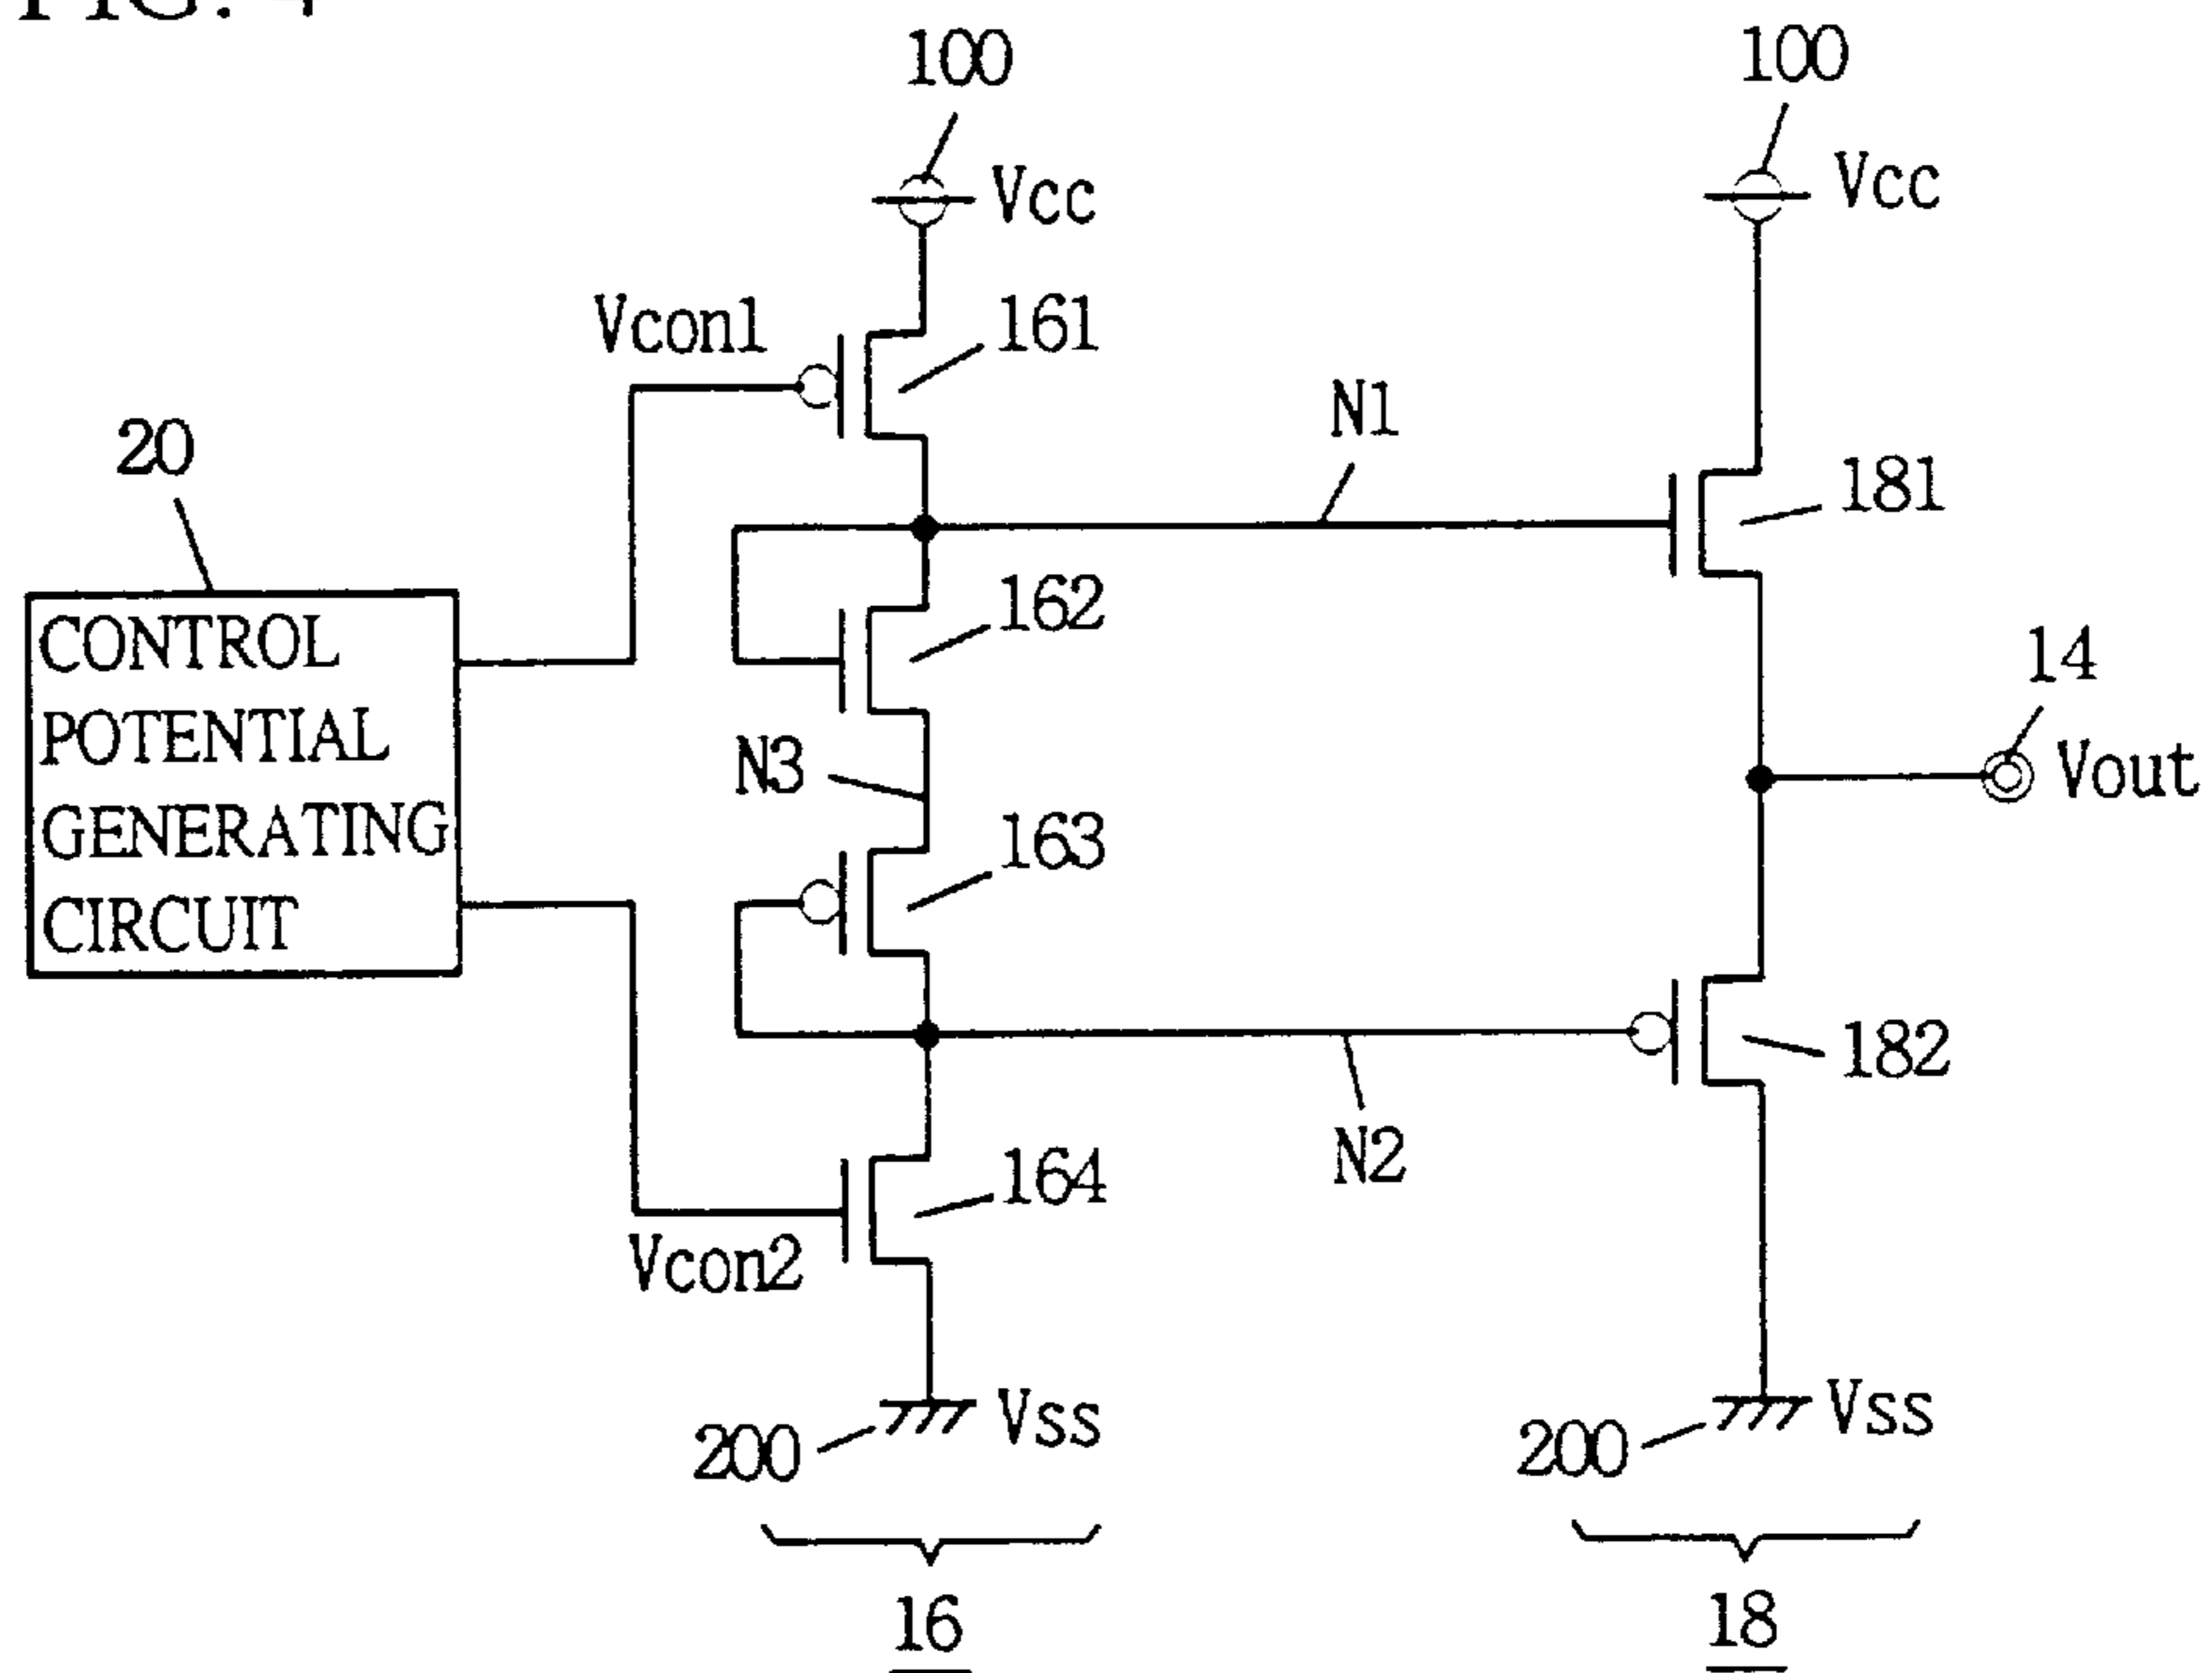 FIG. 4
100
100
Vcc
Vcc
Vcon1
161
N1
20
181
162
14
CONTROL
POTENTIAL
GENERATING
CIRCUIT
N3
Vout
163
182
N2
164
Vcon2
Vss
Vss
200
200
16
18